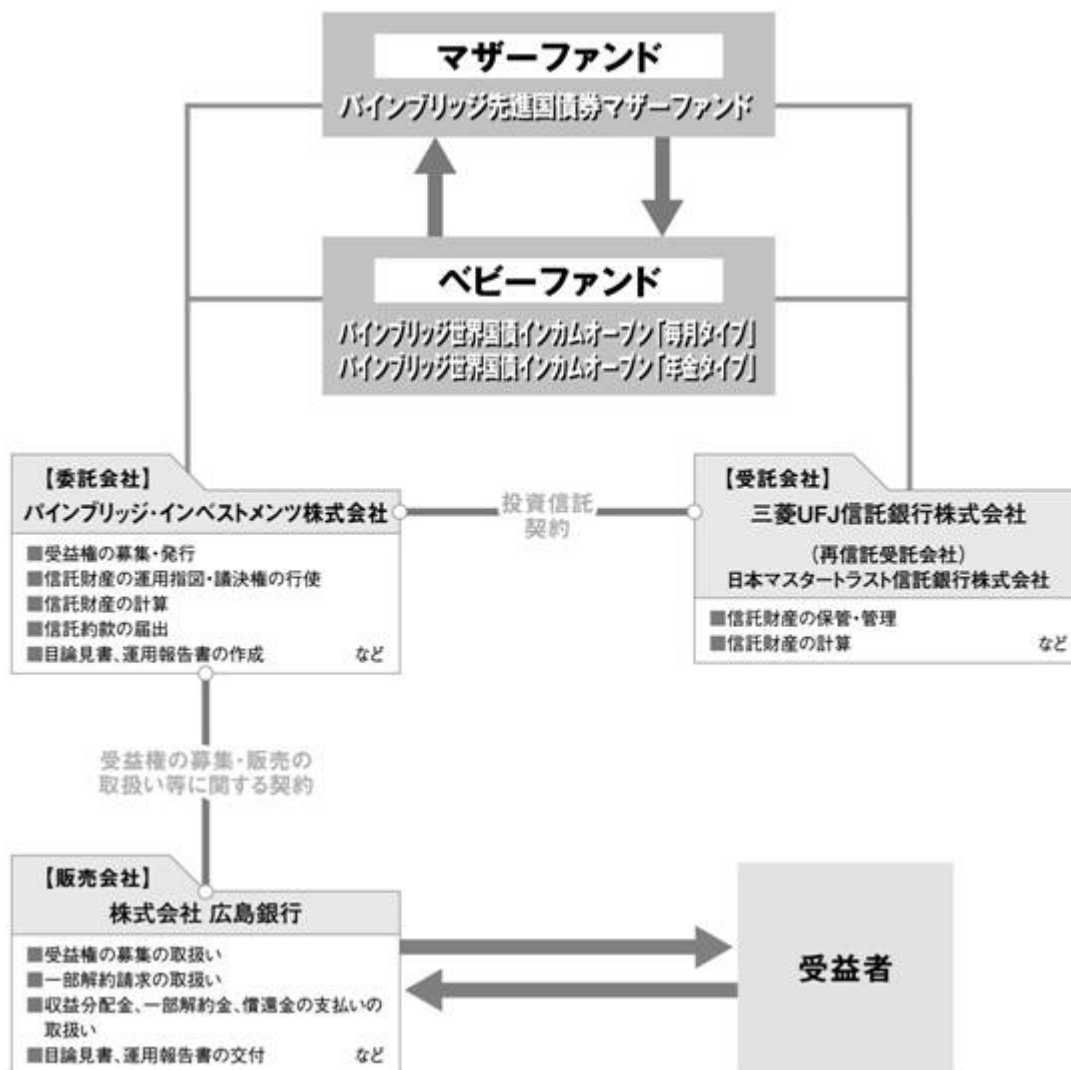 マザーファンド
パインブリッジ先進国債券マザーファンド
ベビーファンド
パインブリッジ世界国債インカムオープン「毎月タイプ」
パインブリッジ世界国債インカムオープン「年金タイプ」
【委託会社】
パインブリッジ・インベストメンツ株式会社
■受益権の募集・発行
■信託財産の運用指図・議決権の行使
■信託財産の計算
■信託約款の届出
■目論見書、運用報告書の作成 など
投資信託
契約
【受託会社】
三菱UFJ信託銀行株式会社
(再信託受託会社)
日本マスタートラスト信託銀行株式会社
■信託財産の保管・管理
■信託財産の計算 など
受益権の募集・販売の
取扱い等に関する契約
【販売会社】
株式会社 広島銀行
■受益権の募集の取扱い
■一部解約請求の取扱い
■収益分配金、一部解約金、償還金の支払いの
取扱い
■目論見書、運用報告書の交付 など
受益者